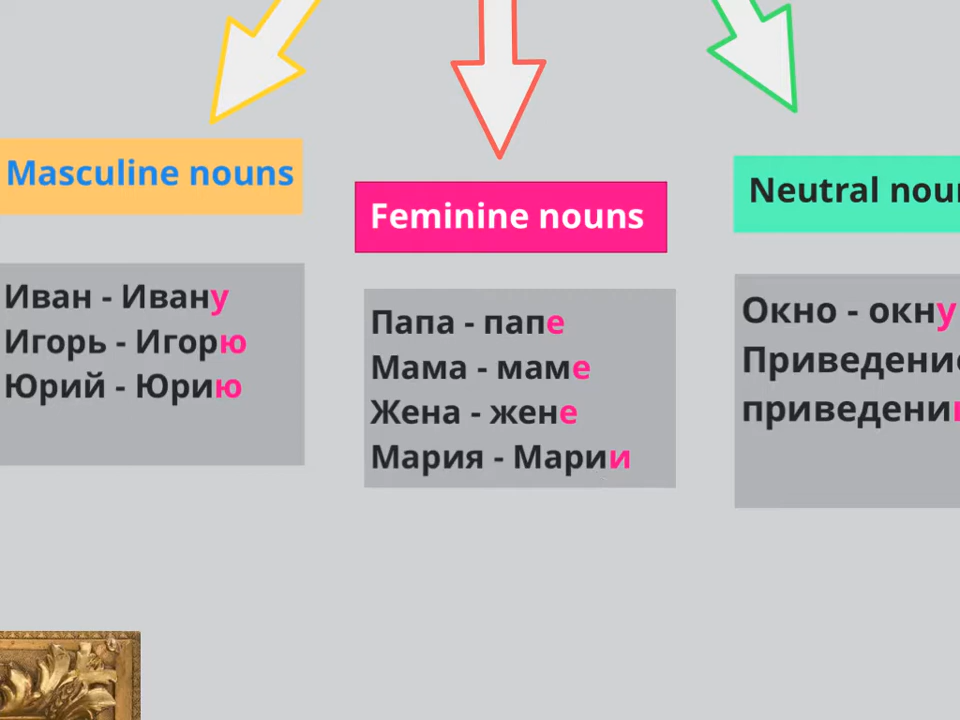 Masculine nouns
Иван - Ивану
Игорь - Игорю
Юрий - Юрию
Feminine nouns
Папа - папе
Мама - маме
Жена - жене
Мария - Марии
Neutral
Окно - окну